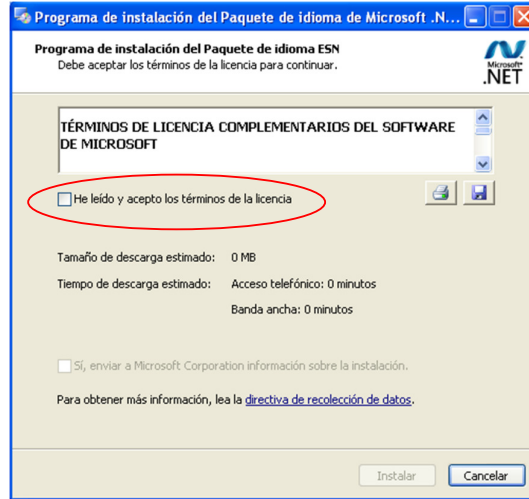 Programa de instalación del Paquete de idioma de Microsoft .N...
Programa de instalación del Paquete de idioma ESN
Debe aceptar los términos de la licencia para continuar.
Microsoft
.NET
TÉRMINOS DE LICENCIA COMPLEMENTARIOS DEL SOFTWARE
DE MICROSOFT
He leído y acepto los términos de la licencia
Tamaño de descarga estimado: 0 MB
Tiempo de descarga estimado: Acceso telefónico: 0 minutos
Banda ancha: 0 minutos
Sí, enviar a Microsoft Corporation información sobre la instalación.
Para obtener más información, lea la directiva de recolección de datos.
Instalar Cancelar